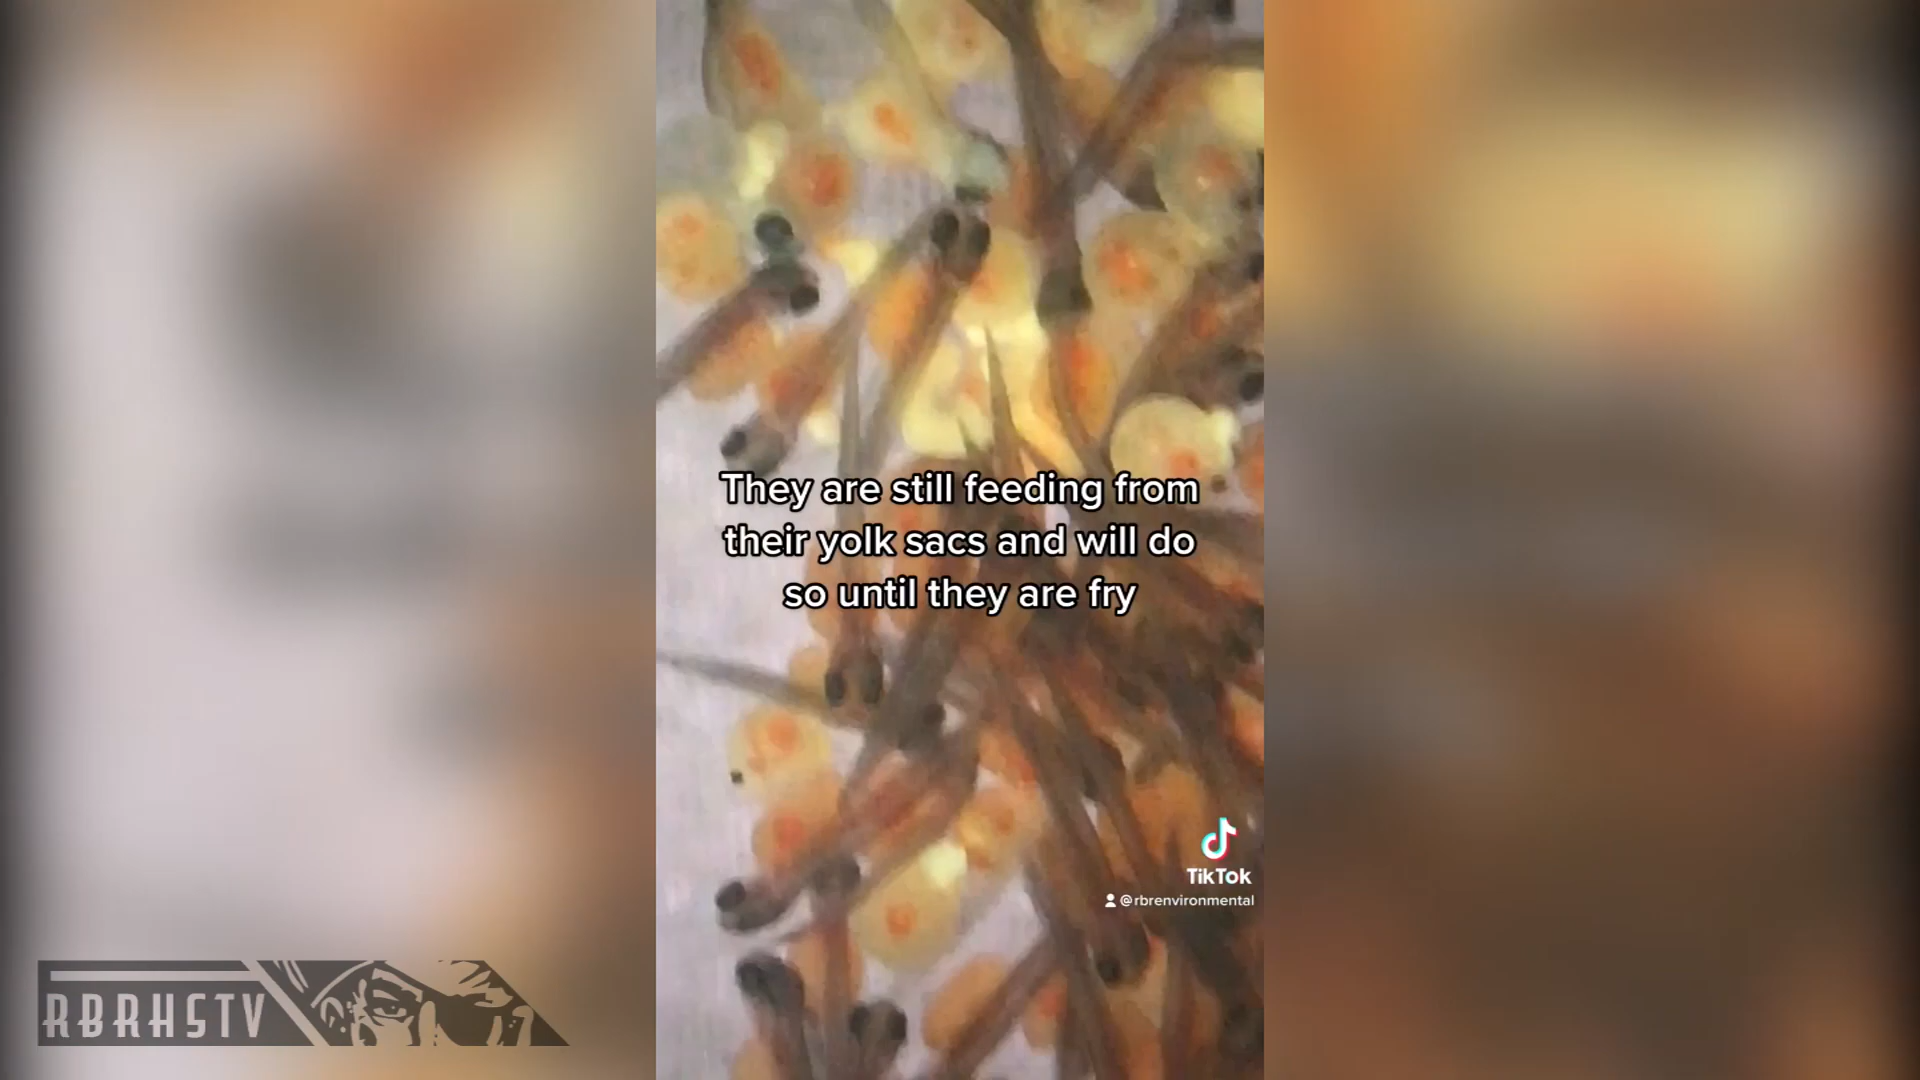 They are still feeding from
their yolk sacs and will do
so until they are fry
TikTok
@rbrenvironmental
RBRHSTV